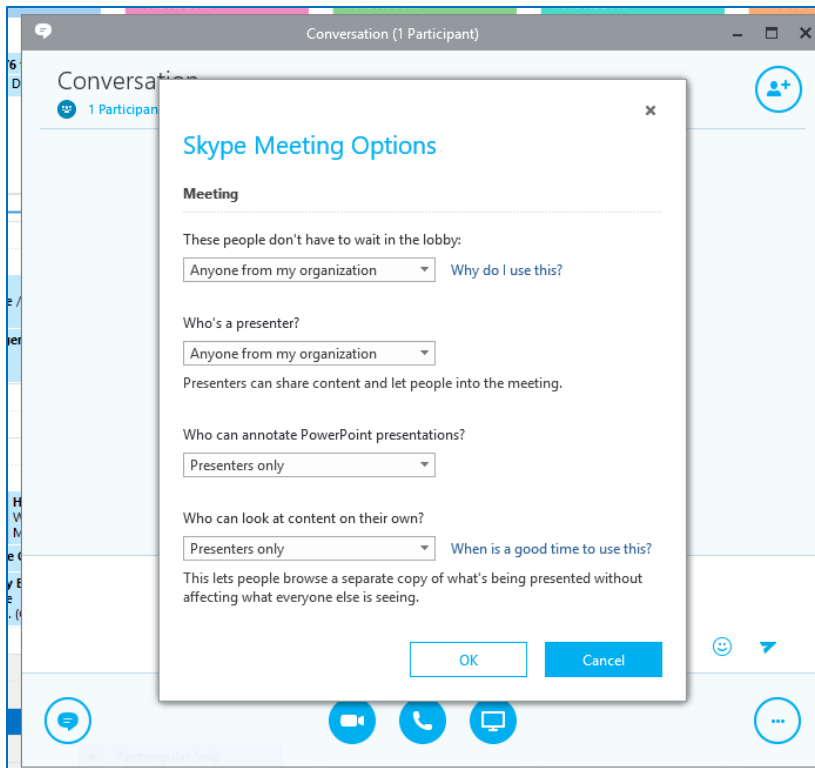 Conversation (1 Participant)
'6
D
Conversation
1 Participan
Skype Meeting Options
Meeting
These people don't have to wait in the lobby:
Anyone from my organization
Why do I use this?
Who's a presenter?
Anyone from my organization
Presenters can share content and let people into the meeting.
Who can annotate PowerPoint presentations?
Presenters only
Who can look at content on their own?
Presenters only
When is a good time to use this?
This lets people browse a separate copy of what's being presented without
affecting what everyone else is seeing.
OK
Cancel
Rectangular Snip